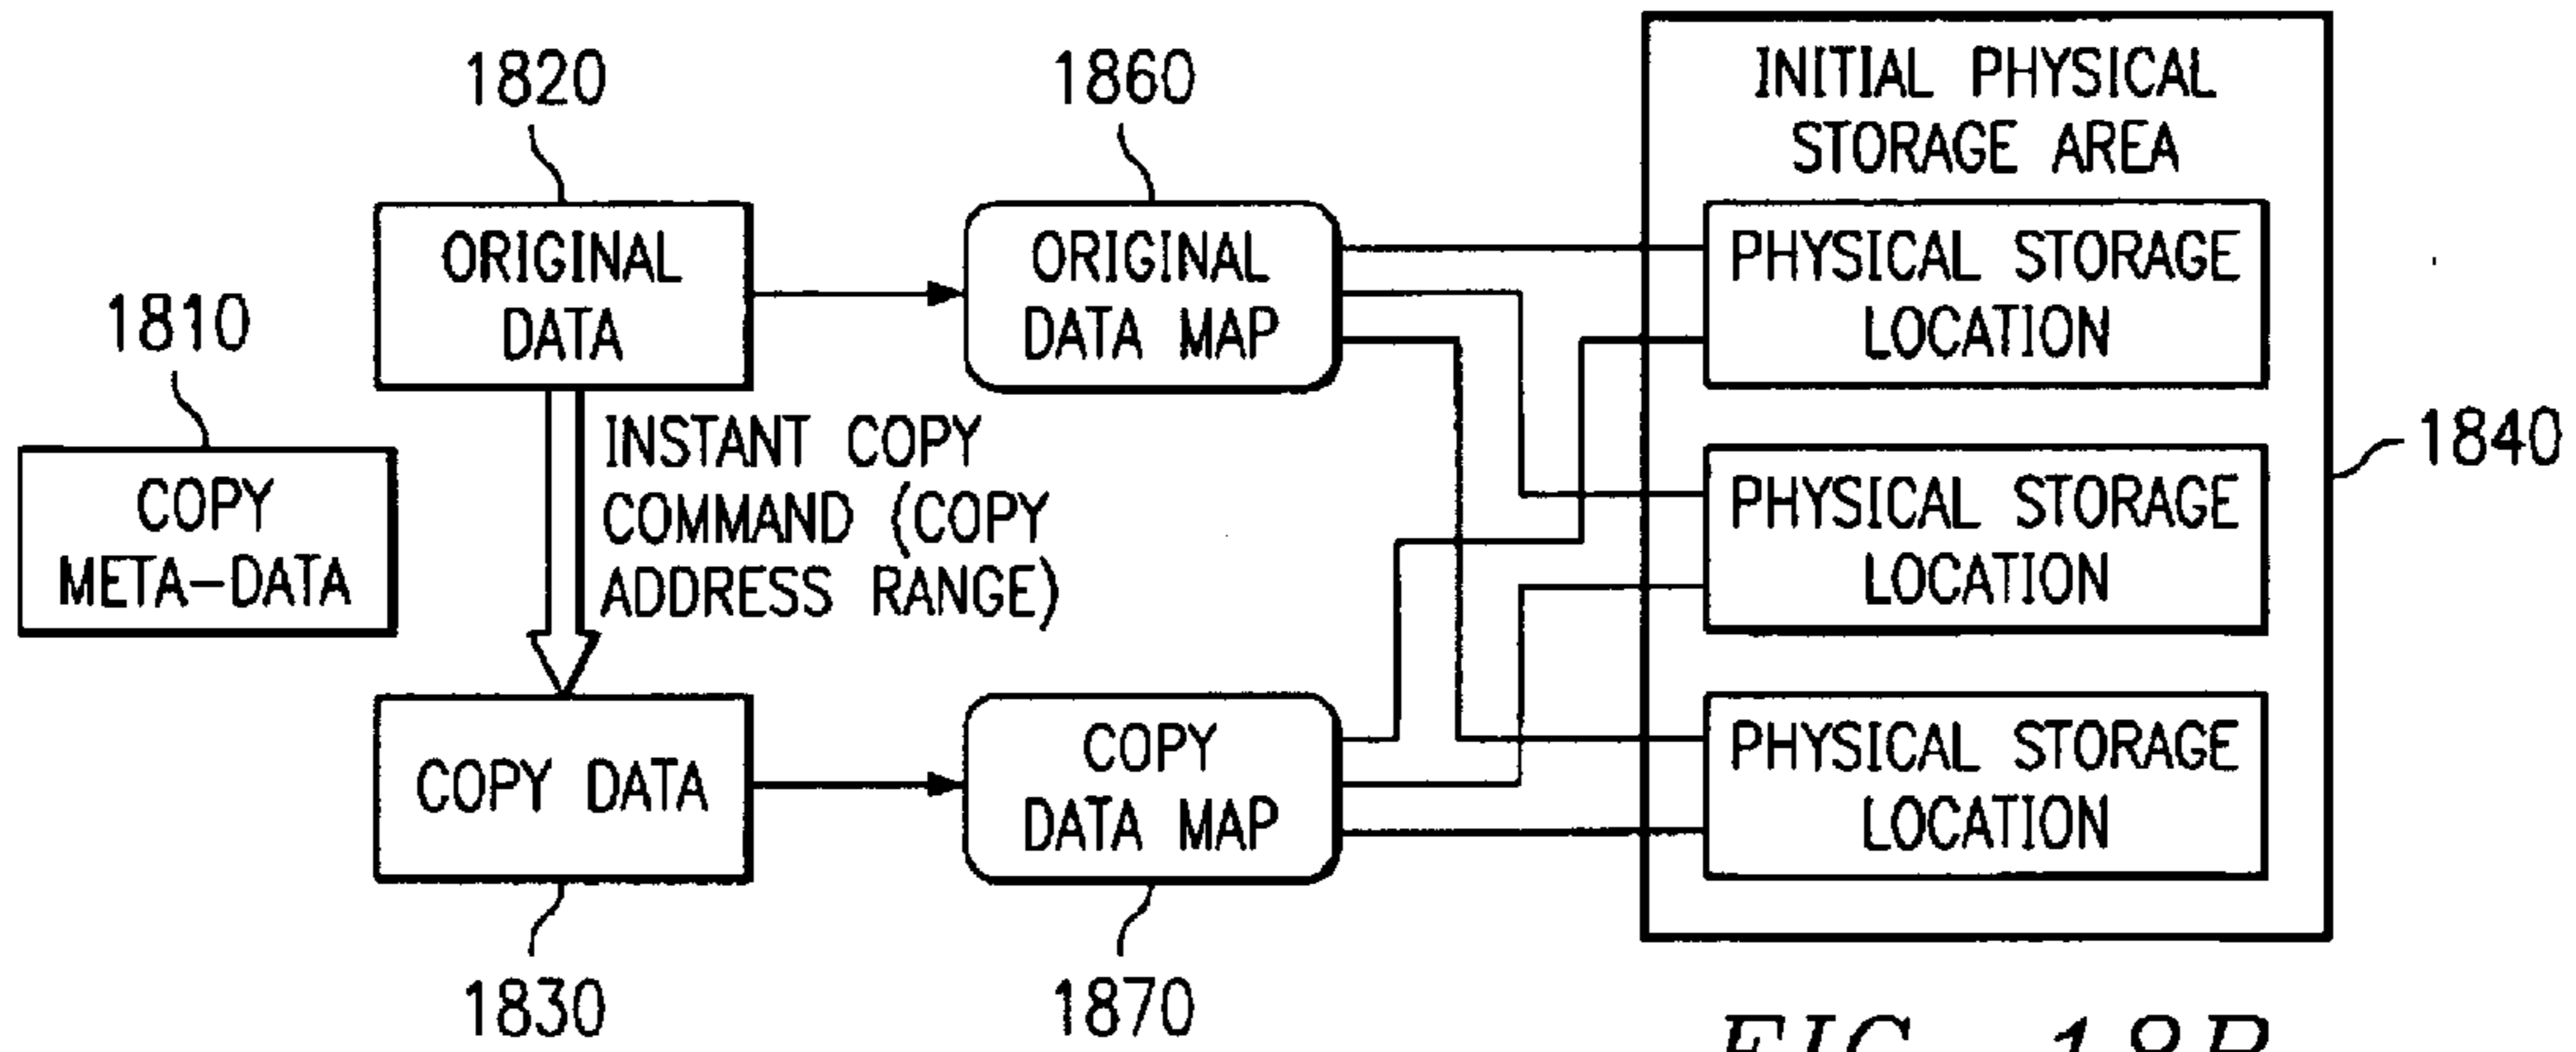 1820
1860
INITIAL PHYSICAL
STORAGE AREA
ORIGINAL
DATA
ORIGINAL
DATA MAP
PHYSICAL STORAGE
LOCATION
1810
COPY
META-DATA
INSTANT COPY
COMMAND (COPY
ADDRESS RANGE)
PHYSICAL STORAGE
LOCATION
1840
COPY DATA
COPY
DATA MAP
PHYSICAL STORAGE
LOCATION
1830
1870
FIG. 18B